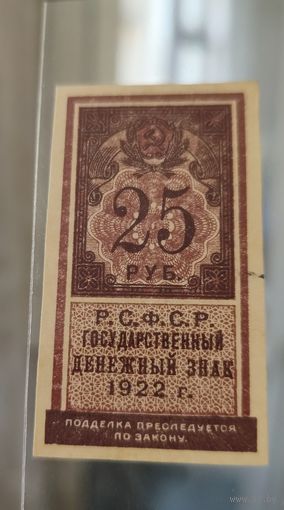 25
РУБ.
Р.С.Ф.С.Р.
ГОСУДАРСТВЕННЫЙ
ДЕНЕЖНЫЙ ЗНАК
1922 г.
ПОДДЕЛКА ПРЕСЛЕДУЕТСЯ
ПО ЗАКОНУ.